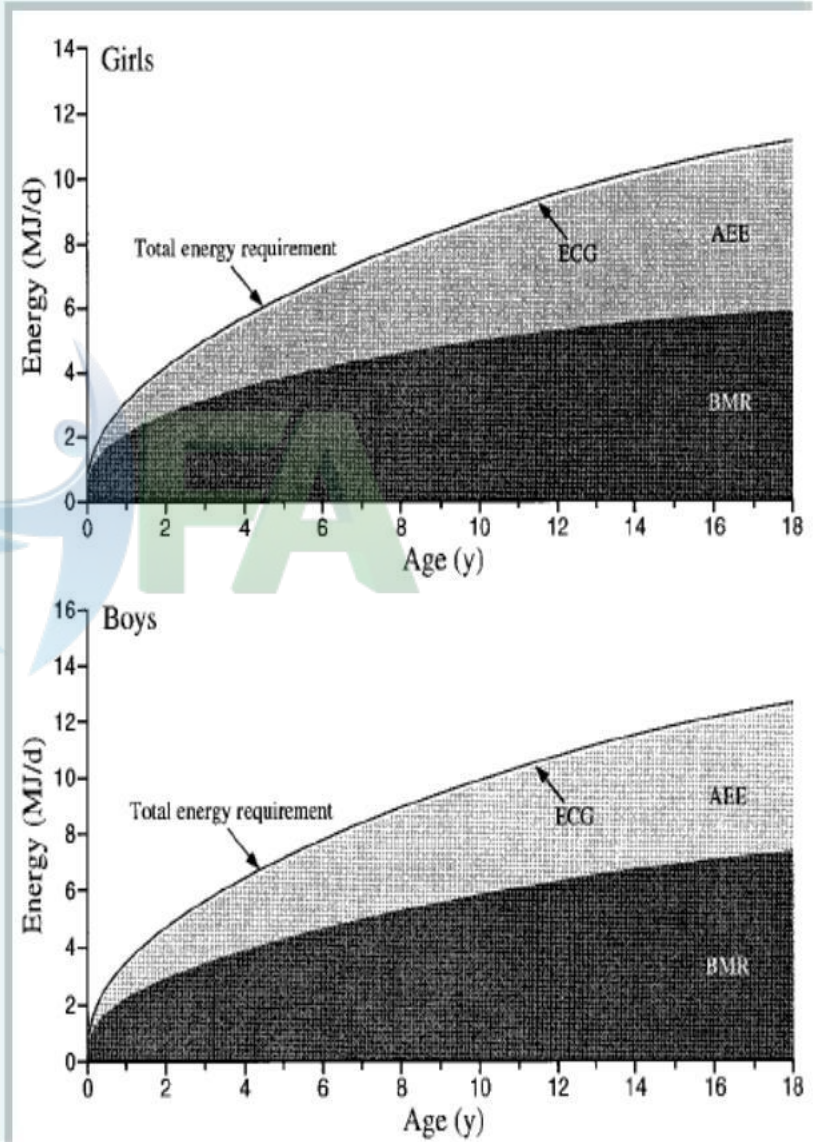 Girls
14
12
10
8
6
4
2
0
Energy (MJ/d)
Total energy requirement
ECG
AEE
BMR
0 2 4 6 8 10 12 14 16 18
Age (y)
FA
Boys
16
14
12
10
8
6
4
2
0
Energy (MJ/d)
Total energy requirement
ECG
AEE
BMR
0 2 4 6 8 10 12 14 16 18
Age (y)